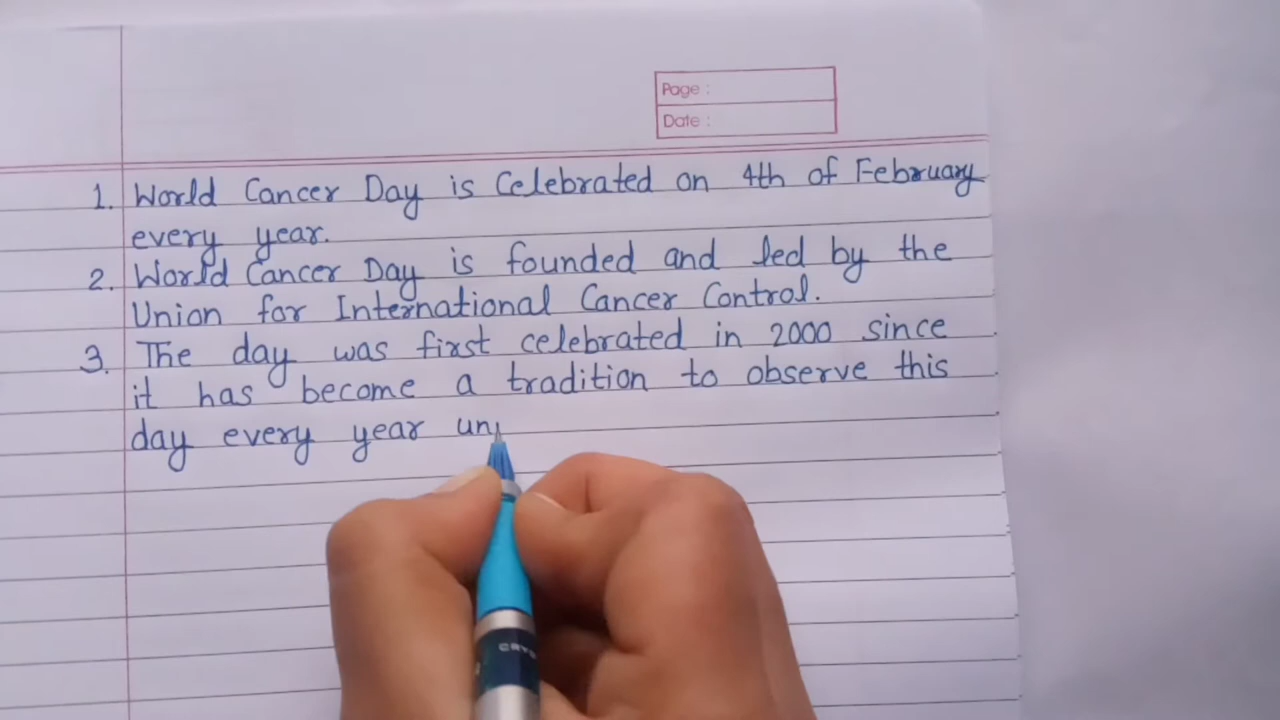 Page :
Date :
1. World Cancer Day is Celebrated on 4th of February
every year.
2. World Cancer Day is founded and led by the
Union for International Cancer Control.
3. The day was first celebrated in 2000 since
it has become a tradition to observe this
day every year un